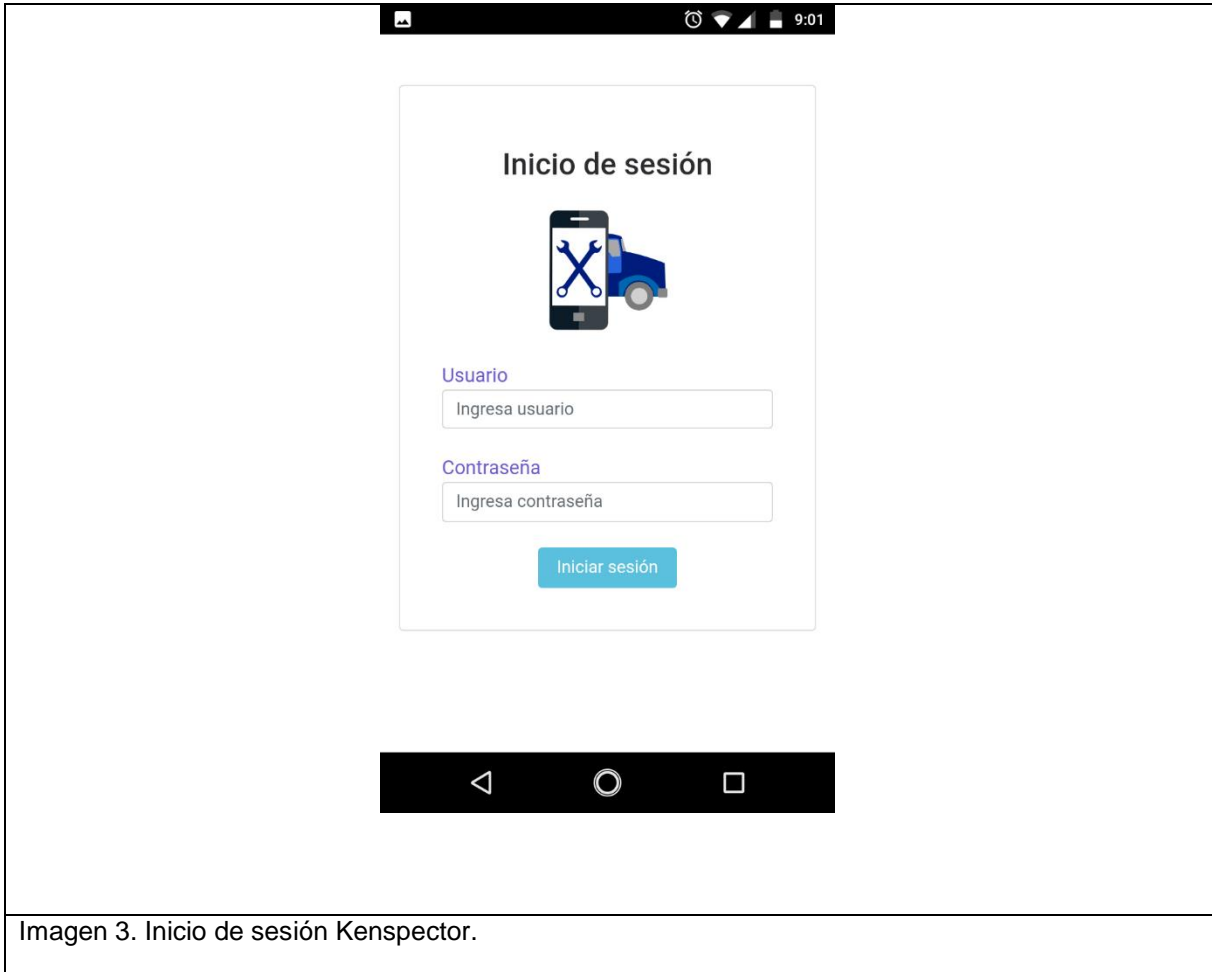 9:01
Inicio de sesión
Usuario
Ingresa usuario
Contraseña
Ingresa contraseña
Iniciar sesión
Imagen 3. Inicio de sesión Kenspector.